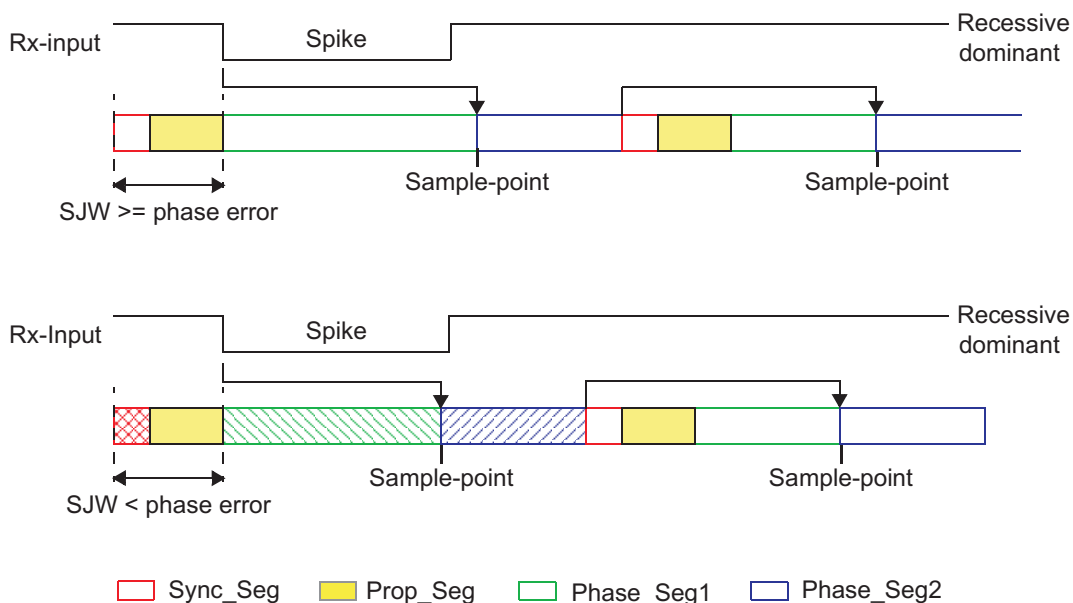 Rx-input
Spike
Recessive
dominant
Sample-point
Sample-point
SJW >= phase error
Rx-Input
Spike
Recessive
dominant
Sample-point
Sample-point
SJW < phase error
Sync_Seg
Prop_Seg
Phase_Seg1
Phase_Seg2